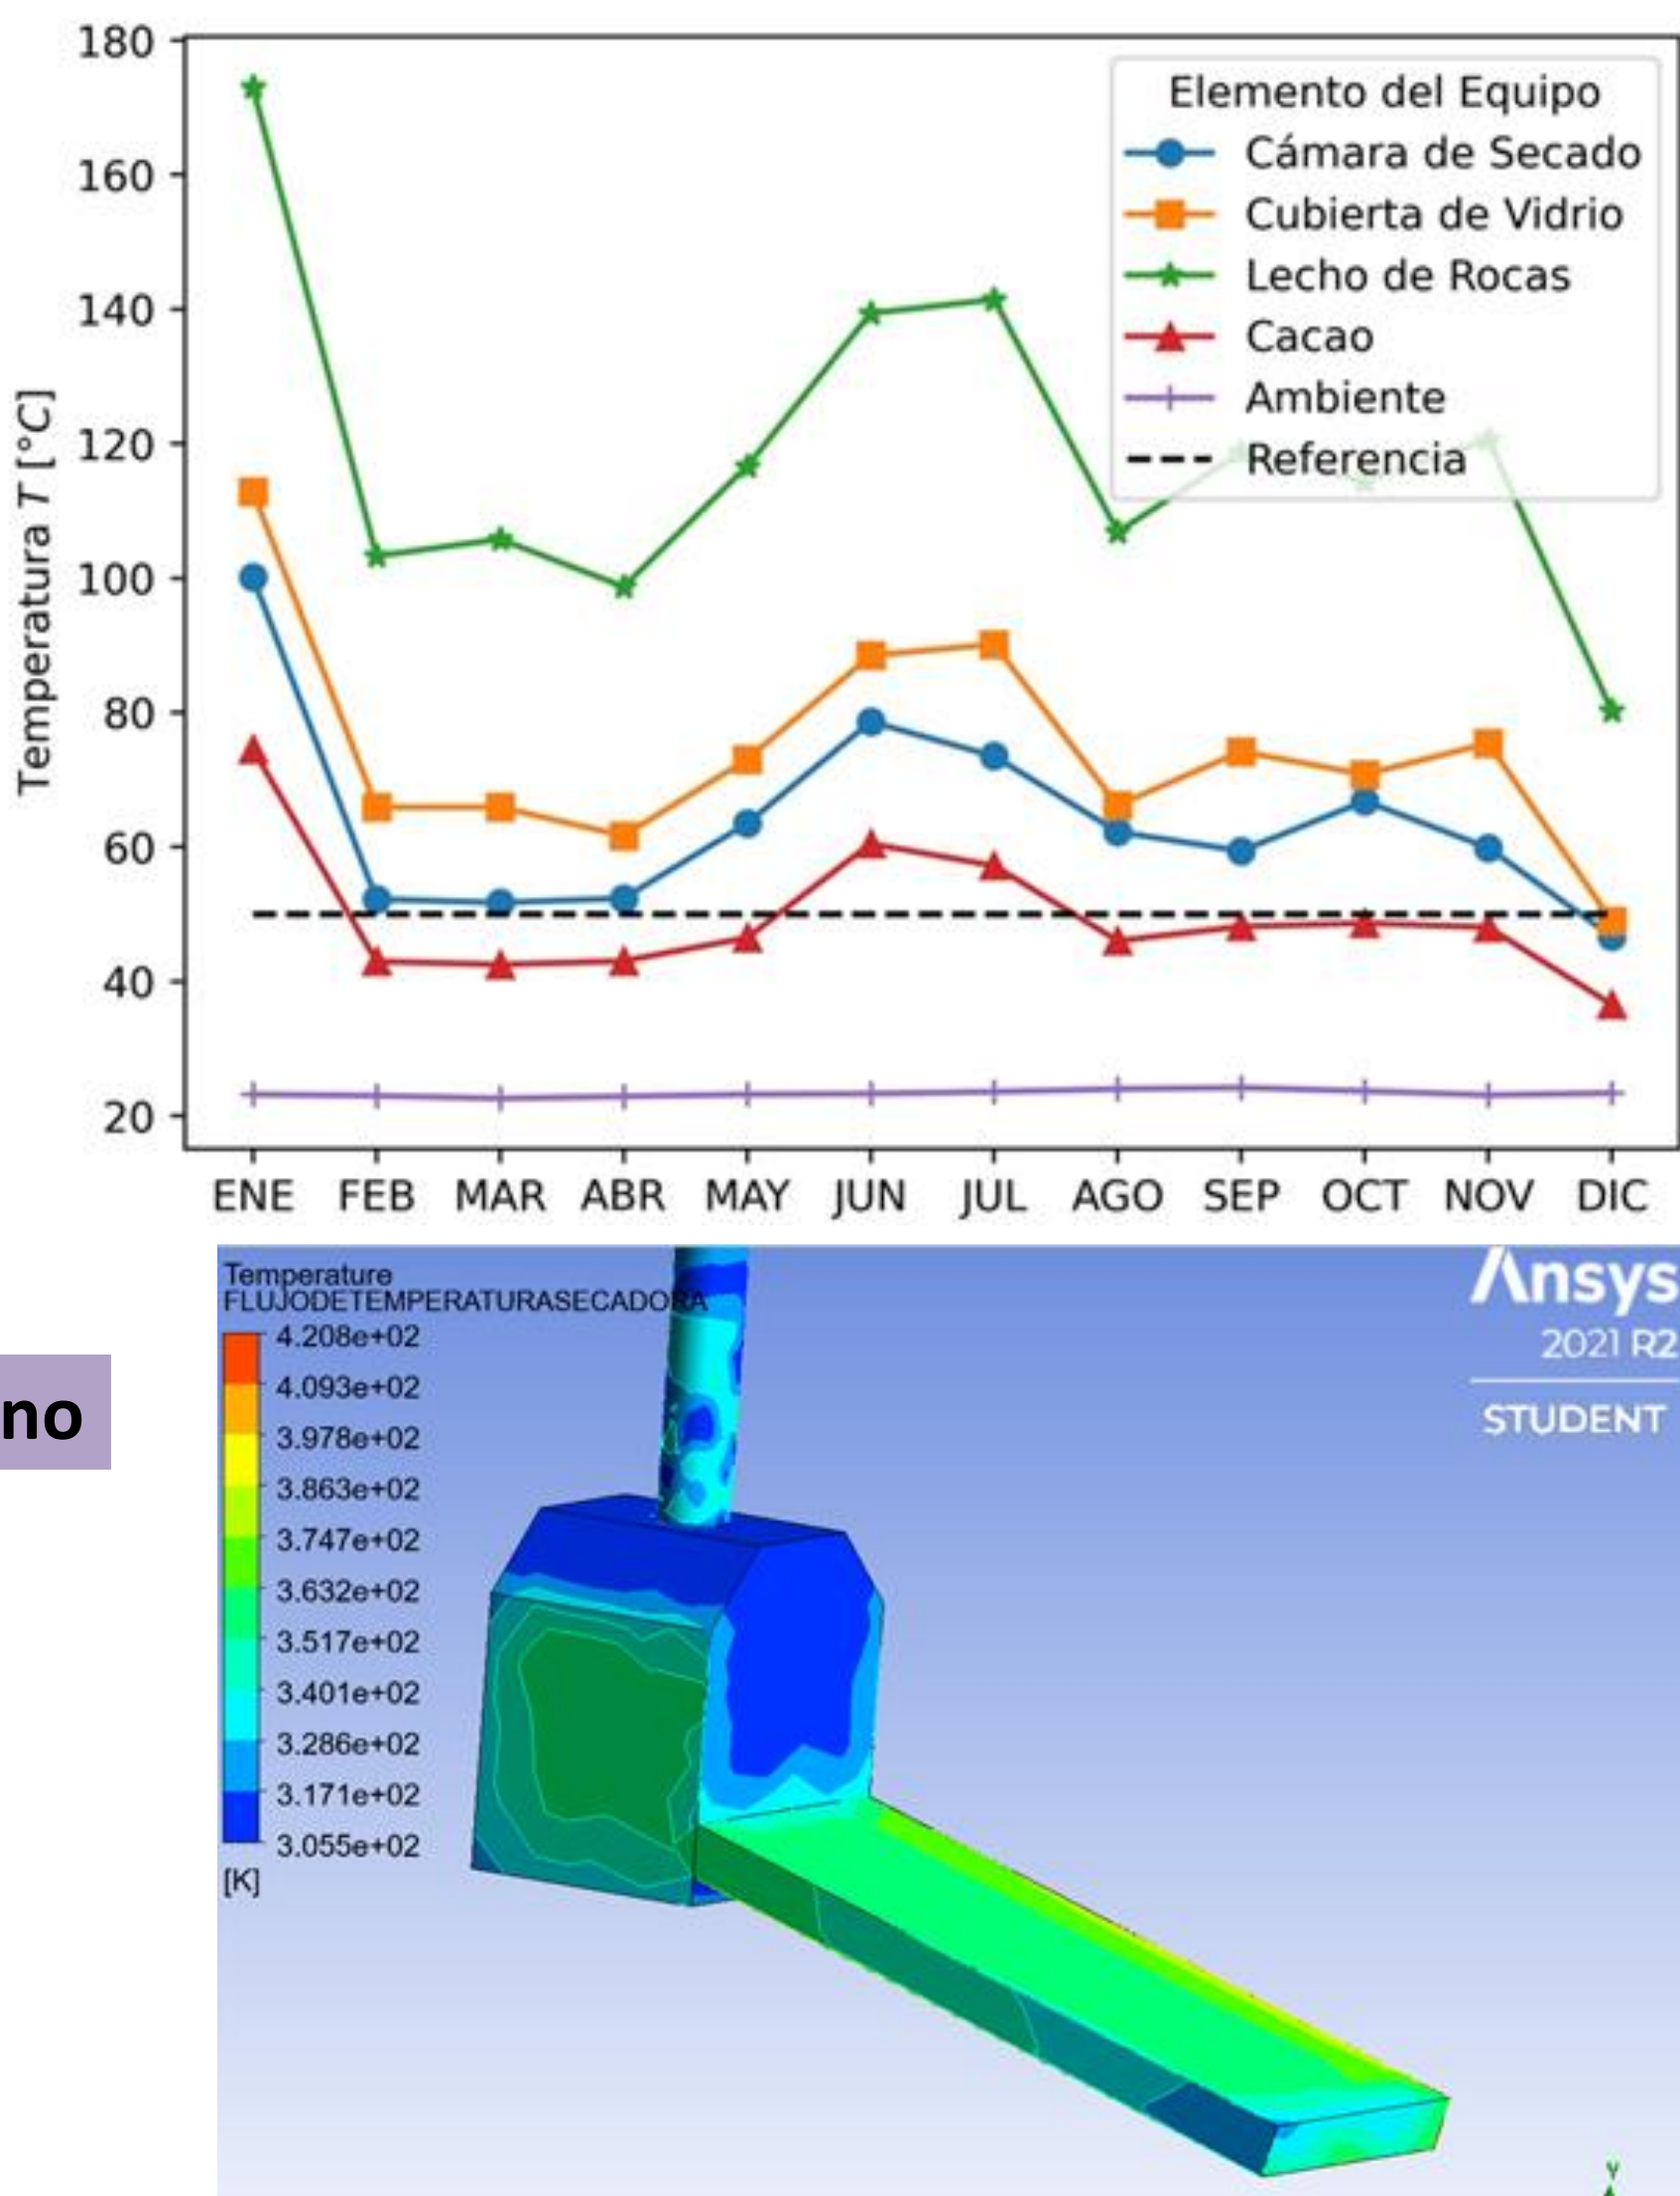 180
160
140
120
100
80
60
40
20
Temperatura T [°C]
Elemento del Equipo
Cámara de Secado
Cubierta de Vidrio
Lecho de Rocas
Cacao
Ambiente
Referencia
ENE FEB MAR ABR MAY JUN JUL AGO SEP OCT NOV DIC
no
Temperature
FLUJODETEMPERATURASECADORA
4.208e+02
4.093e+02
3.978e+02
3.863e+02
3.747e+02
3.632e+02
3.517e+02
3.401e+02
3.286e+02
3.171e+02
3.055e+02
[K]
Ansys
2021 R2
STUDENT
Y